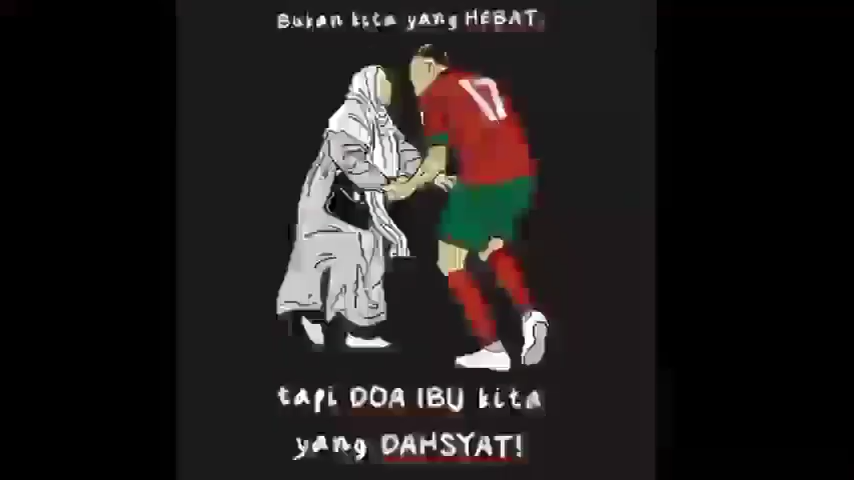 Bukan kita yang HEBAT,
17
tapi DOA IBU kita
yang DAHSYAT!